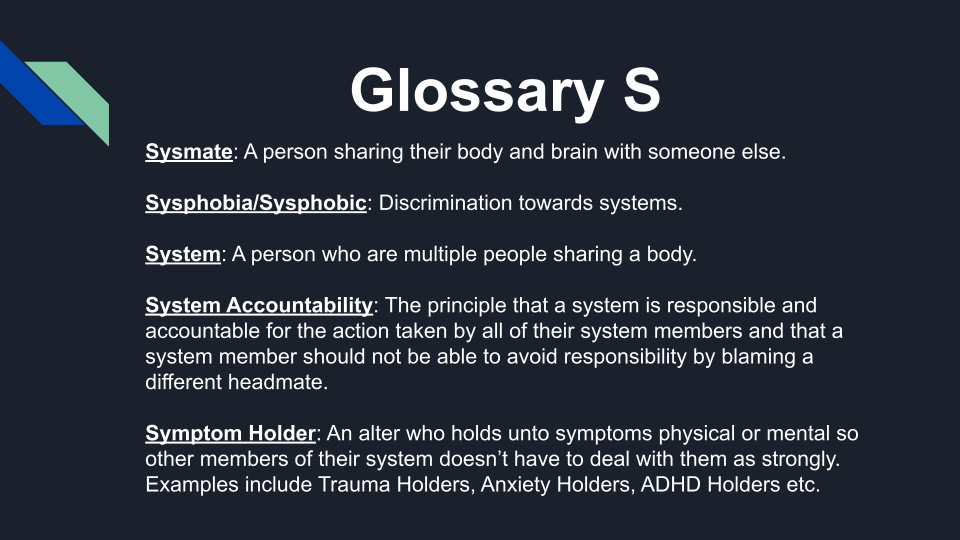 Glossary S
Sysmate: A person sharing their body and brain with someone else.
Sysphobia/Sysphobic: Discrimination towards systems.
System: A person who are multiple people sharing a body.
System Accountability: The principle that a system is responsible and
accountable for the action taken by all of their system members and that a
system member should not be able to avoid responsibility by blaming a
different headmate.
Symptom Holder: An alter who holds unto symptoms physical or mental so
other members of their system doesn’t have to deal with them as strongly.
Examples include Trauma Holders, Anxiety Holders, ADHD Holders etc.